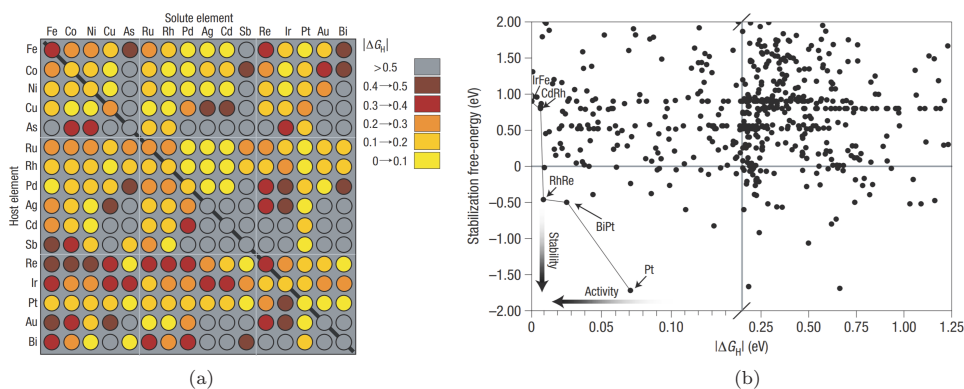 Solute element
Fe Co Ni Cu As Ru Rh Pd Ag Cd Sb Re Ir Pt Au Bi
Host element
Fe
Co
Ni
Cu
As
Ru
Rh
Pd
Ag
Cd
Sb
Re
Ir
Pt
Au
Bi
|ΔG_H|
>0.5
0.4→0.5
0.3→0.4
0.2→0.3
0.1→0.2
0→0.1
(a)
Stabilization free-energy (eV)
2.00
1.50
1.00
0.50
0
−0.50
−1.00
−1.50
−2.00
IrFe
CdRh
RhRe
BiPt
Pt
Stability
Activity
0 0.05 0.10 0.25 0.50 0.75 1.00 1.25
|ΔG_H| (eV)
(b)